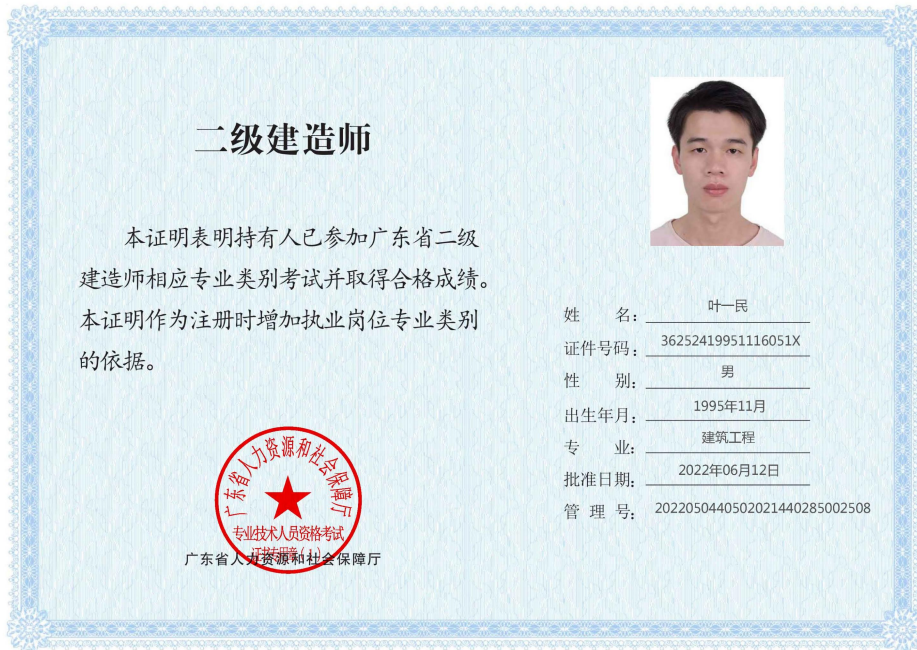 二级建造师
本证明表明持有人已参加广东省二级
建造师相应专业类别考试并取得合格成绩。
本证明作为注册时增加执业岗位专业类别
的依据。
广东省人力资源和社会保障厅
专业技术人员资格考试
证书专用章(1)
广东省人力资源和社会保障厅
姓 名: 叶一民
证件号码: 36252419951116051X
性 别: 男
出生年月: 1995年11月
专 业: 建筑工程
批准日期: 2022年06月12日
管 理 号: 2022050440502021440285002508